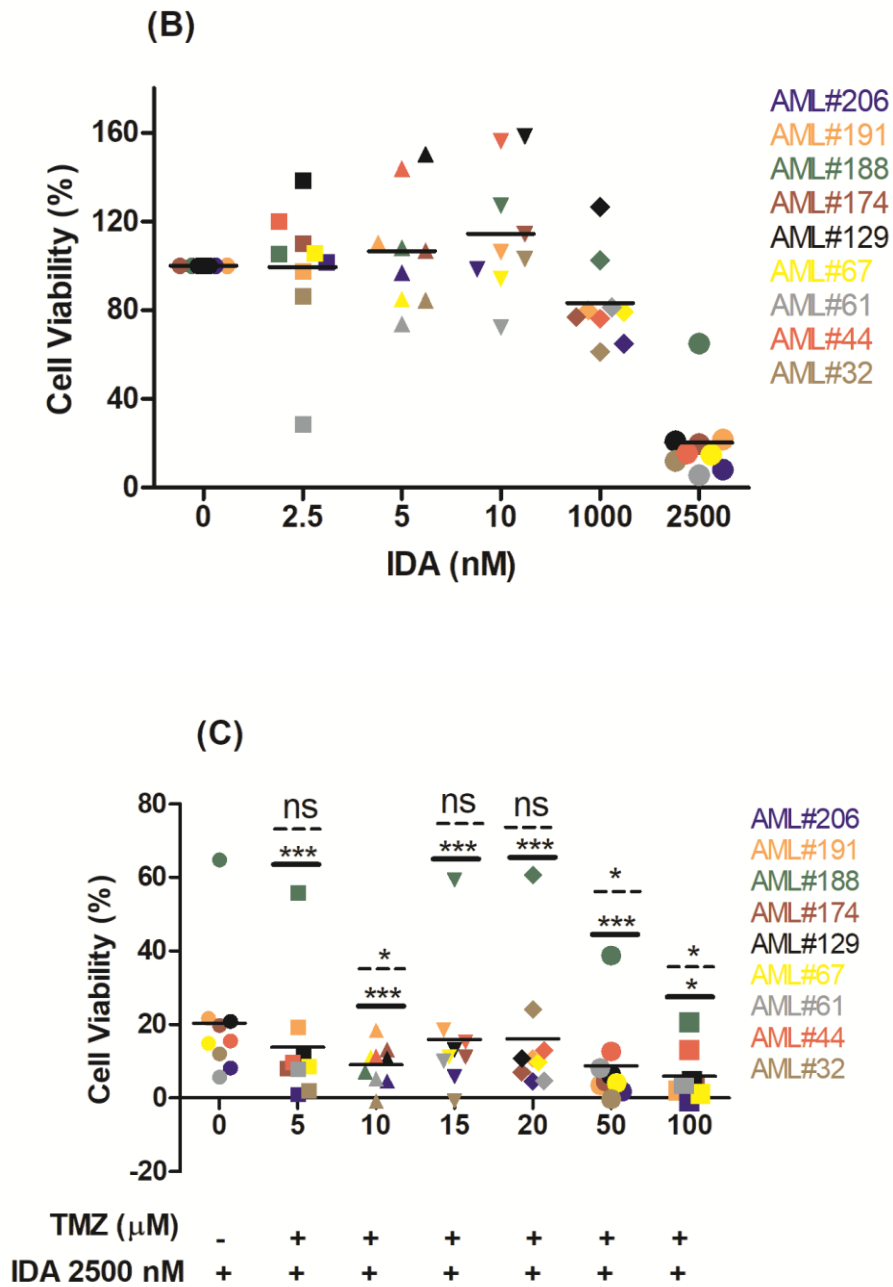 (B)
160
120
80
40
0
Cell Viability (%)
0 2.5 5 10 1000 2500
IDA (nM)
AML#206
AML#191
AML#188
AML#174
AML#129
AML#67
AML#61
AML#44
AML#32
(C)
80
60
40
20
0
-20
Cell Viability (%)
ns ns ns
*** *** ***
* *
*** ***
* *
0 5 10 15 20 50 100
AML#206
AML#191
AML#188
AML#174
AML#129
AML#67
AML#61
AML#44
AML#32
TMZ (μM) - + + + + + +
IDA 2500 nM + + + + + + +